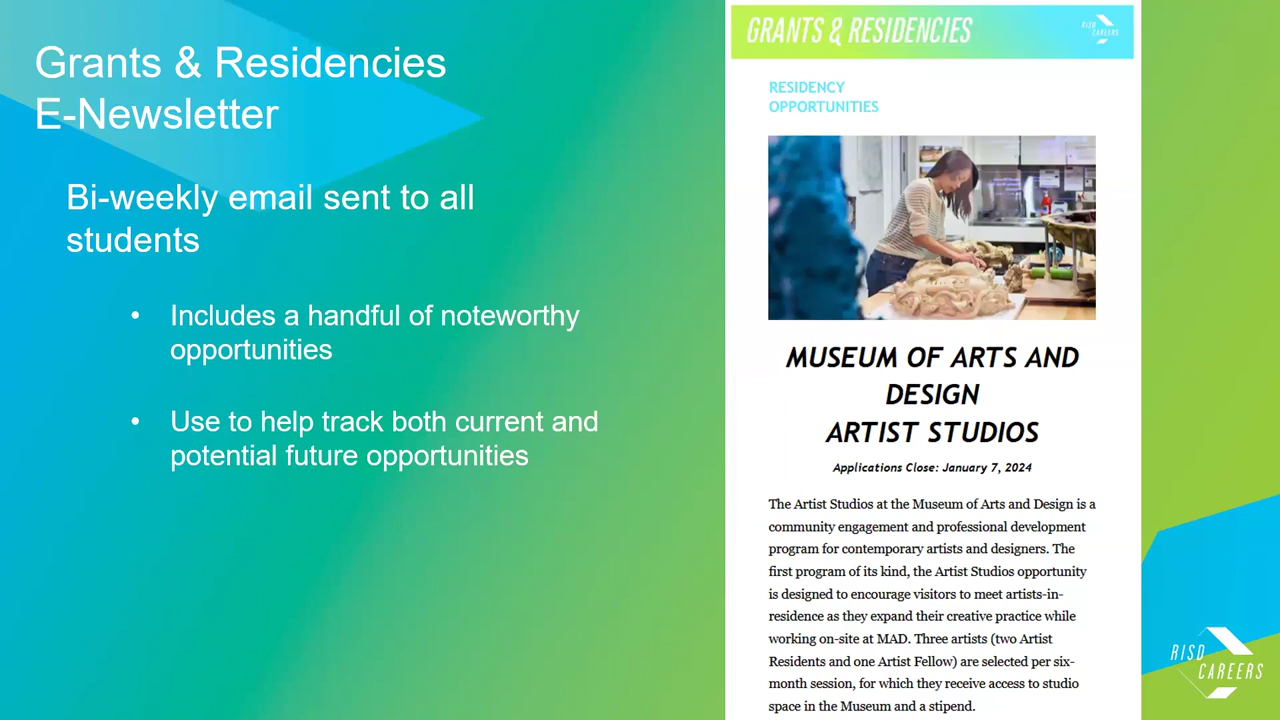 Grants & Residencies
E-Newsletter
Bi-weekly email sent to all
students
• Includes a handful of noteworthy
opportunities
• Use to help track both current and
potential future opportunities
GRANTS & RESIDENCIES
RISD
CAREERS
RESIDENCY
OPPORTUNITIES
MUSEUM OF ARTS AND
DESIGN
ARTIST STUDIOS
Applications Close: January 7, 2024
The Artist Studios at the Museum of Arts and Design is a
community engagement and professional development
program for contemporary artists and designers. The
first program of its kind, the Artist Studios opportunity
is designed to encourage visitors to meet artists-in-
residence as they expand their creative practice while
working on-site at MAD. Three artists (two Artist
Residents and one Artist Fellow) are selected per six-
month session, for which they receive access to studio
space in the Museum and a stipend.
RISD
CAREERS